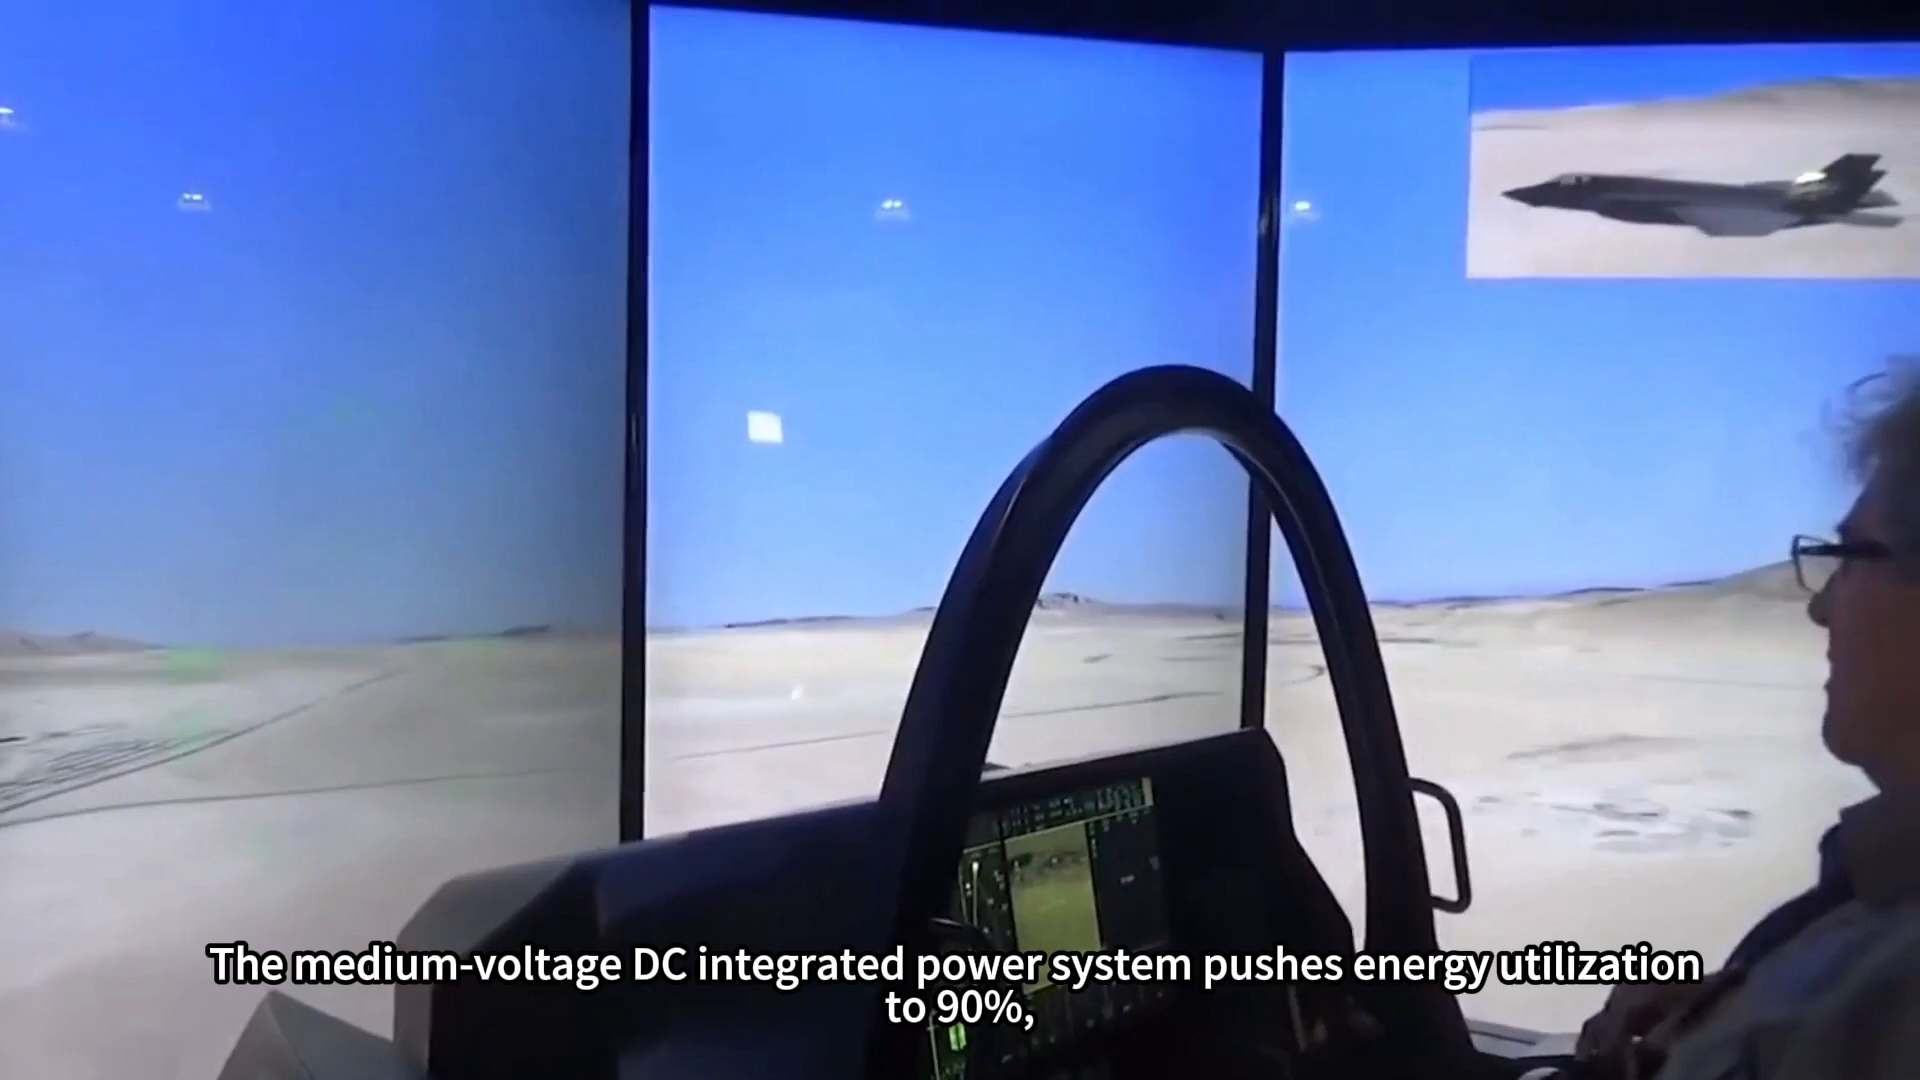 The medium-voltage DC integrated power system pushes energy utilization
to 90%,